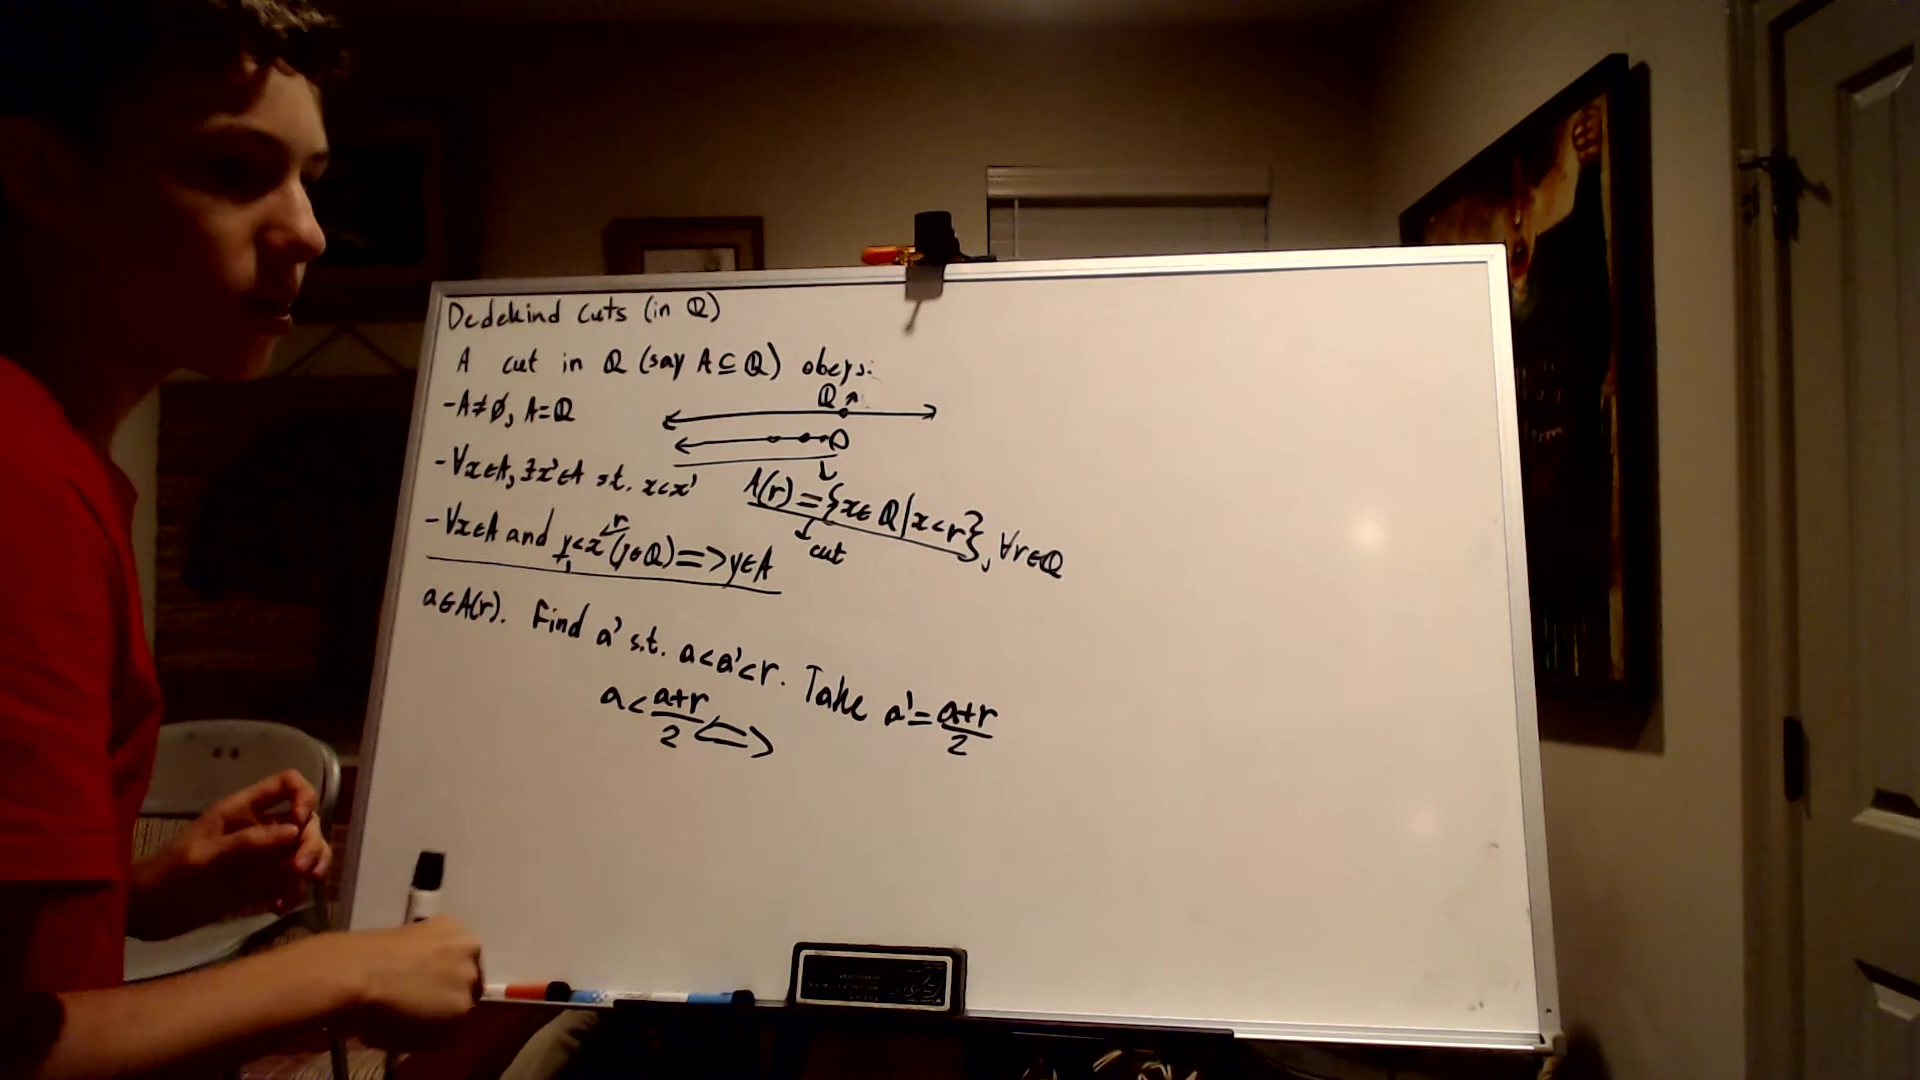 Dedekind cuts (in ℚ)
A cut in ℚ (say A⊆ℚ) obeys:
-A≠∅, A=ℚ
ℚ
-∀x∈A, ∃x'∈A s.t. x<x'
A(r)={x∈ℚ|x<r}, ∀r∈ℚ
cut
-∀x∈A and y<x<r (y∈ℚ)=>y∈A
a∈A(r). Find a' s.t. a<a'<r. Take a'=a+r/2
a<a+r/2<=>